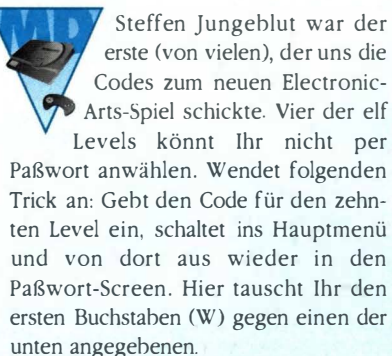 MD
Steffen Jungeblut war der
erste (von vielen), der uns die
Codes zum neuen Electronic-
Arts-Spiel schickte. Vier der elf
Levels könnt Ihr nicht per
Paßwort anwählen. Wendet folgenden
Trick an: Gebt den Code für den zehn-
ten Level ein, schaltet ins Hauptmenü
und von dort aus wieder in den
Paßwort-Screen. Hier tauscht Ihr den
ersten Buchstaben (W) gegen einen der
unten angegebenen.